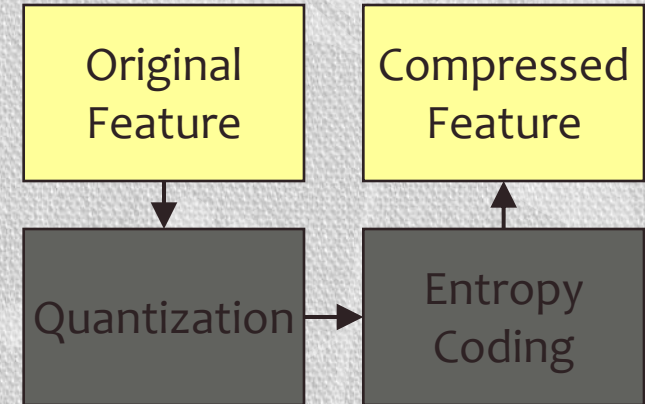 Original
Feature
Compressed
Feature
Quantization
Entropy
Coding